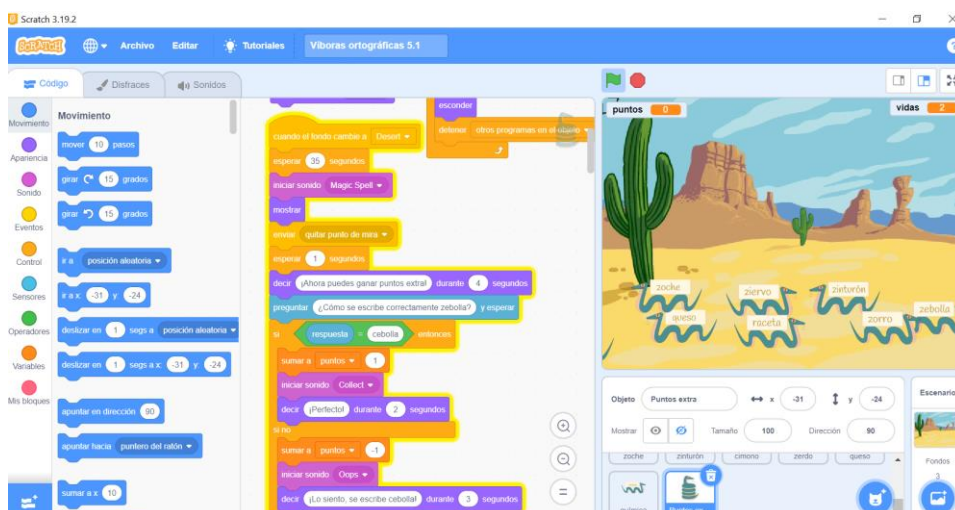 Scratch 3.19.2
SCRATCH
Archivo
Editar
Tutoriales
Víboras ortográficas 5.1
Código
Disfraces
Sonidos
Movimiento
Apariencia
Sonido
Eventos
Control
Sensores
Operadores
Variables
Mis bloques
Movimiento
mover 10 pasos
girar 15 grados
girar 15 grados
ir a posición aleatoria
ir a x: -31 y: -24
deslizar en 1 segs a posición aleatoria
deslizar en 1 segs a x: -31 y: -24
apuntar en dirección 90
apuntar hacia puntero del ratón
sumar a x 10
esconder
detener otros programas en el objeto
cuando el fondo cambie a Desert
esperar 35 segundos
iniciar sonido Magic Spell
mostrar
enviar quitar punto de mira
esperar 1 segundos
decir ¡Ahora puedes ganar puntos extra! durante 4 segundos
preguntar ¿Cómo se escribe correctamente zebolla? y esperar
si respuesta = cebolla entonces
sumar a puntos 1
iniciar sonido Collect
decir ¡Perfecto! durante 2 segundos
si no
sumar a puntos -1
iniciar sonido Oops
decir ¡Lo siento, se escribe cebolla! durante 3 segundos
puntos 0
vidas 2
zoche
ziervo
zinturón
queso
raceta
zorro
zebolla
Objeto Puntos extra x -31 y -24
Mostrar Tamaño 100 Dirección 90
zoche zinturón cimono zerdo queso
químico
Escenario
Fondos
3